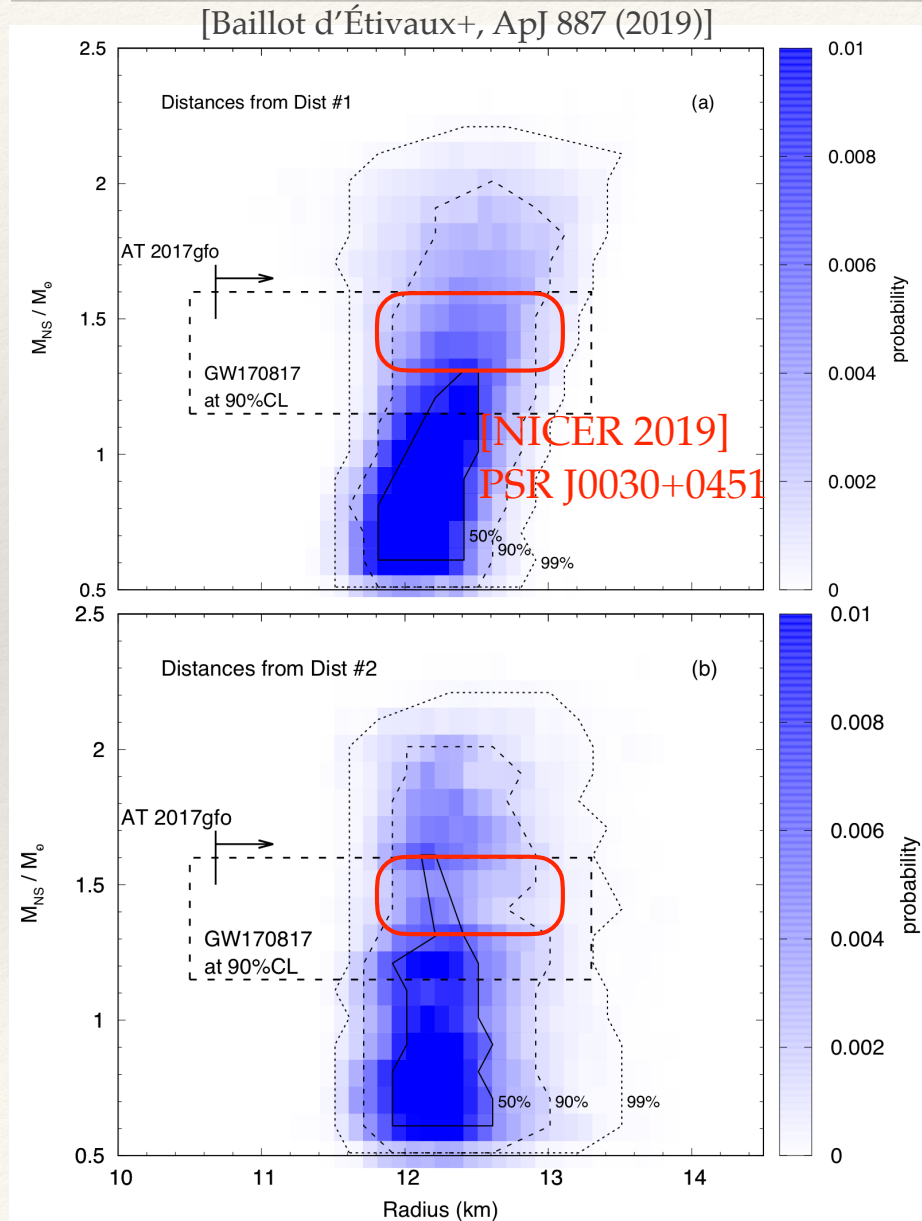 [Baillot d’Étivaux+, ApJ 887 (2019)]
2.5
Distances from Dist #1
(a)
0.01
0.008
2
AT 2017gfo
0.006
M_NS / M_⊙
probability
1.5
GW170817
at 90%CL
0.004
[NICER 2019]
1
PSR J0030+0451
0.002
50%
90%
99%
0.5
0
2.5
0.01
Distances from Dist #2
(b)
0.008
2
AT 2017gfo
0.006
M_NS / M_⊙
probability
1.5
GW170817
at 90%CL
0.004
1
0.002
50%
90%
99%
0.5
0
10 11 12 13 14
Radius (km)